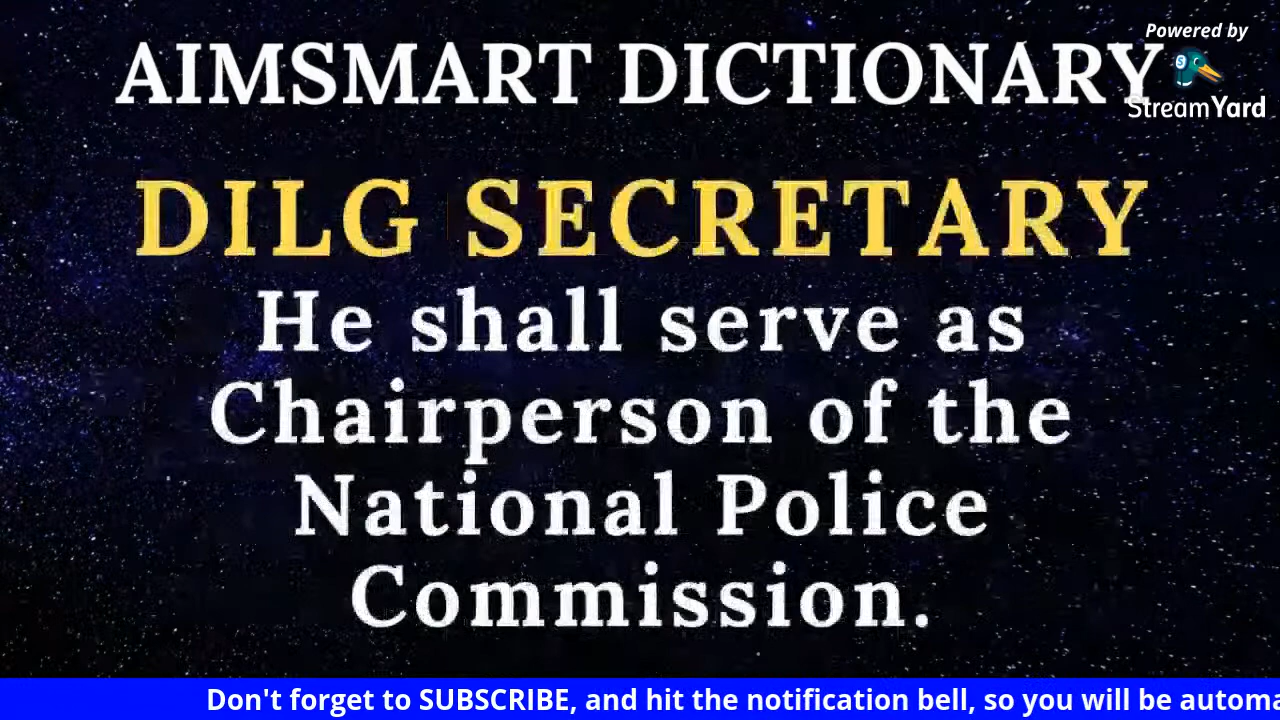 Powered by
AIMSMART DICTIONARY
StreamYard
DILG SECRETARY
He shall serve as
Chairperson of the
National Police
Commission.
Don't forget to SUBSCRIBE, and hit the notification bell, so you will be automa